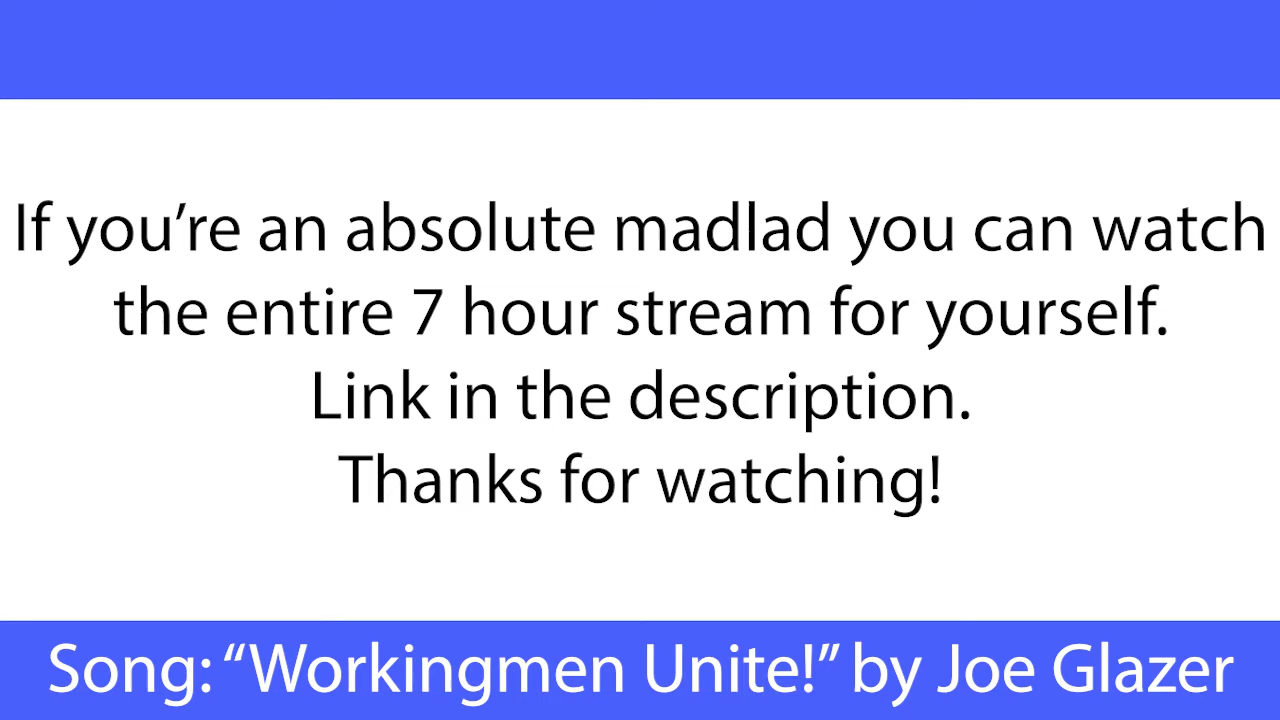 If you’re an absolute madlad you can watch
the entire 7 hour stream for yourself.
Link in the description.
Thanks for watching!
Song: “Workingmen Unite!” by Joe Glazer